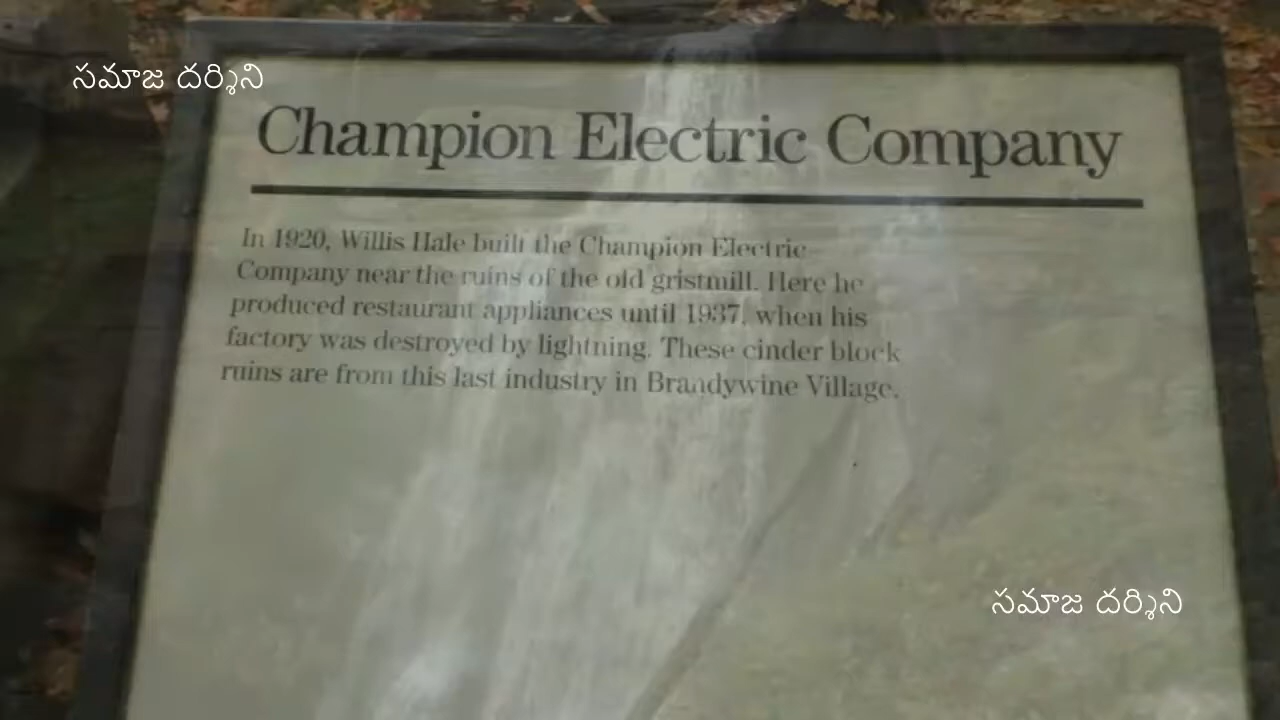 సమాజ దర్శిని
Champion Electric Company
In 1920, Willis Hale built the Champion Electric
Company near the ruins of the old gristmill. Here he
produced restaurant appliances until 1937, when his
factory was destroyed by lightning. These cinder block
ruins are from this last industry in Brandywine Village.
సమాజ దర్శిని